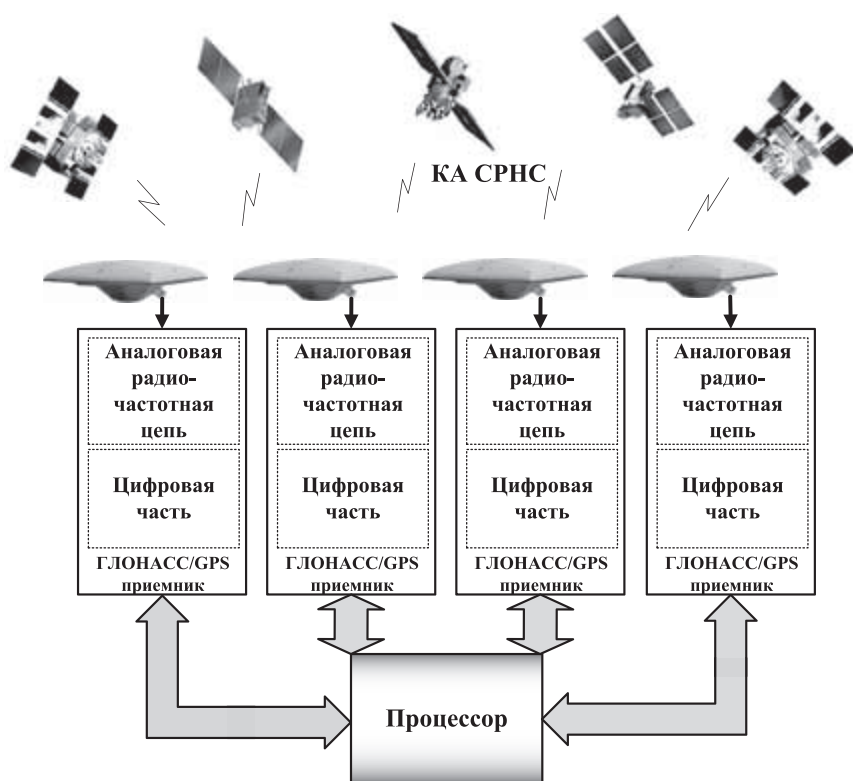 КА СРНС
Аналоговая
радио-
частотная
цепь
Цифровая
часть
ГЛОНАСС/GPS
приемник
Аналоговая
радио-
частотная
цепь
Цифровая
часть
ГЛОНАСС/GPS
приемник
Аналоговая
радио-
частотная
цепь
Цифровая
часть
ГЛОНАСС/GPS
приемник
Аналоговая
радио-
частотная
цепь
Цифровая
часть
ГЛОНАСС/GPS
приемник
Процессор